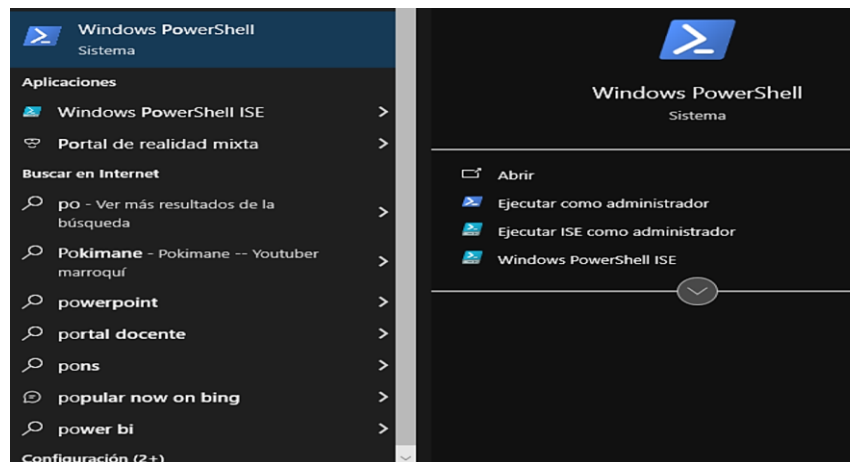 Windows PowerShell
Sistema
Aplicaciones
Windows PowerShell ISE
Portal de realidad mixta
Buscar en Internet
po - Ver más resultados de la
búsqueda
Pokimane - Pokimane -- Youtuber
marroquí
powerpoint
portal docente
pons
popular now on bing
power bi
Configuración (2+)
Windows PowerShell
Sistema
Abrir
Ejecutar como administrador
Ejecutar ISE como administrador
Windows PowerShell ISE